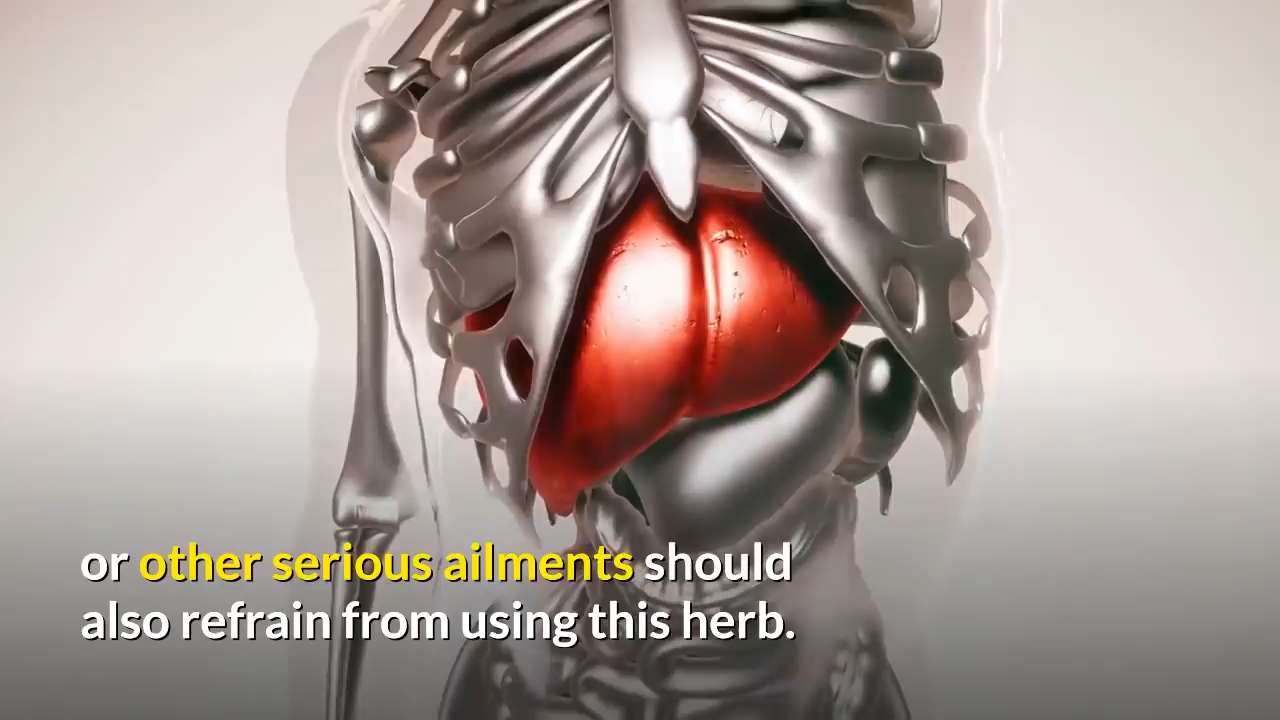 or other serious ailments should
also refrain from using this herb.